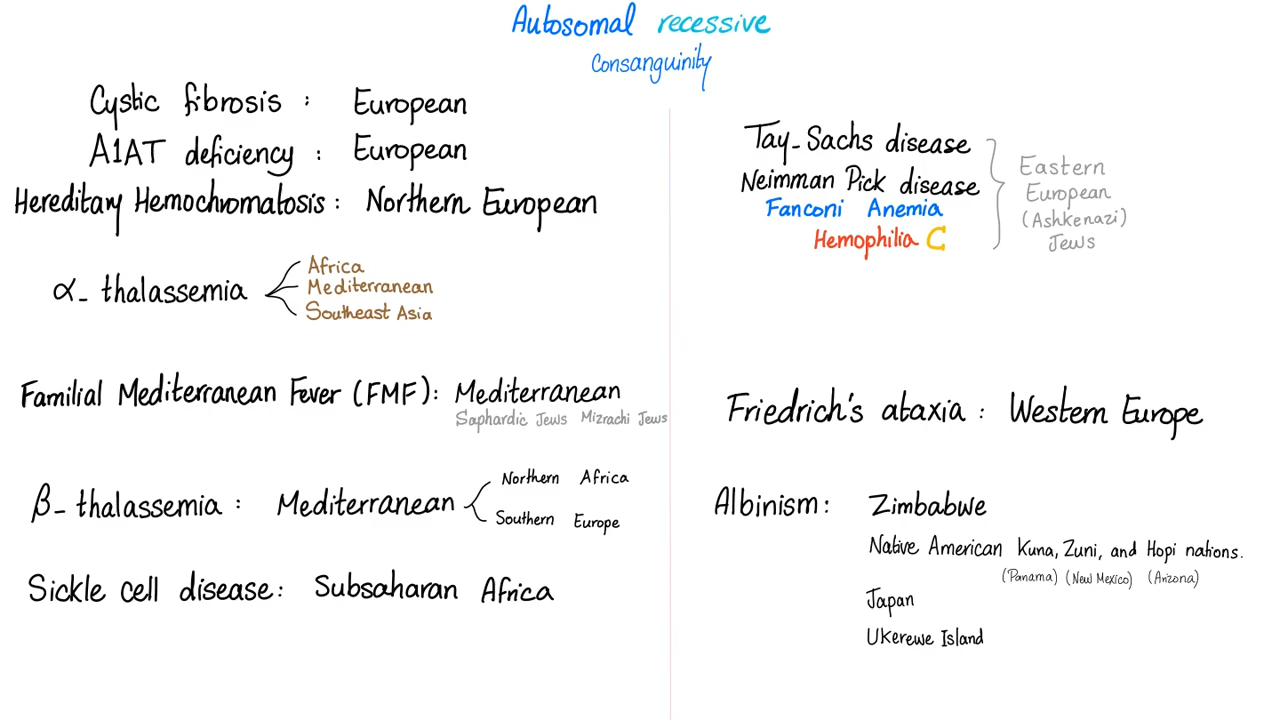 Autosomal recessive
Consanguinity
Cystic fibrosis : European
A1AT deficiency : European
Hereditary Hemochromatosis : Northern European
α- thalassemia
Africa
Mediterranean
Southeast Asia
Familial Mediterranean Fever (FMF): Mediterranean
Saphardic Jews Mizrachi Jews
β- thalassemia : Mediterranean
Northern Africa
Southern Europe
Sickle cell disease: Subsaharan Africa
Tay-Sachs disease
Neimman Pick disease
Fanconi Anemia
Hemophilia C
Eastern
European
(Ashkenazi)
Jews
Friedrich's ataxia : Western Europe
Albinism: Zimbabwe
Native American Kuna, Zuni, and Hopi nations.
(Panama) (New Mexico) (Arizona)
Japan
Ukerewe Island